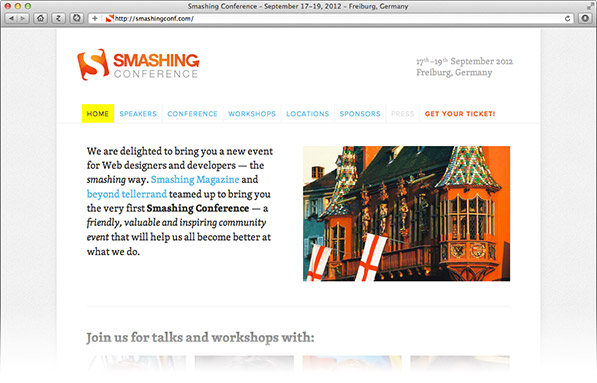 Smashing Conference – September 17–19, 2012 – Freiburg, Germany
http://smashingconf.com/
SMASHING
CONFERENCE
17th–19th September 2012
Freiburg, Germany
HOME SPEAKERS CONFERENCE WORKSHOPS LOCATIONS SPONSORS PRESS GET YOUR TICKET!
We are delighted to bring you a new event
for Web designers and developers — the
smashing way. Smashing Magazine and
beyond tellerrand teamed up to bring you
the very first Smashing Conference — a
friendly, valuable and inspiring community
event that will help us all become better at
what we do.
Join us for talks and workshops with: